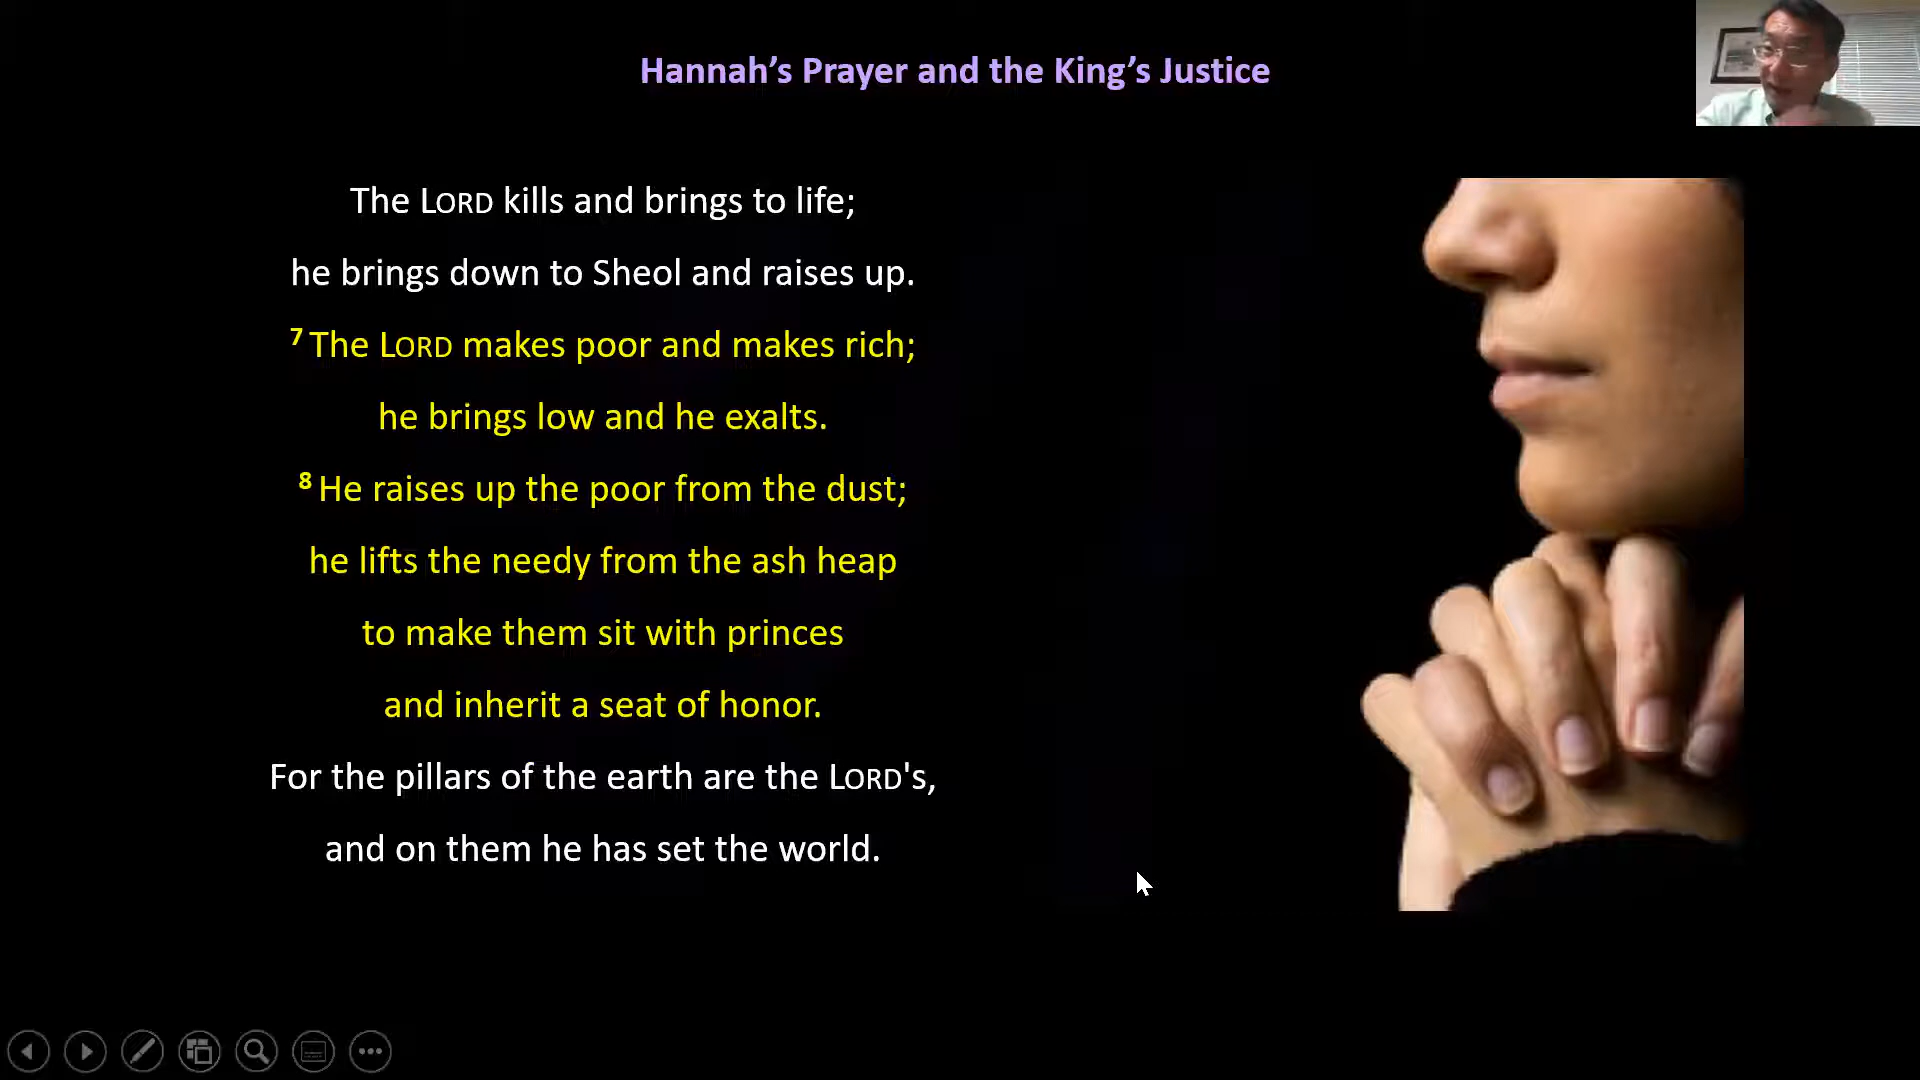 Hannah’s Prayer and the King’s Justice
The LORD kills and brings to life;
he brings down to Sheol and raises up.
7 The LORD makes poor and makes rich;
he brings low and he exalts.
8 He raises up the poor from the dust;
he lifts the needy from the ash heap
to make them sit with princes
and inherit a seat of honor.
For the pillars of the earth are the LORD's,
and on them he has set the world.